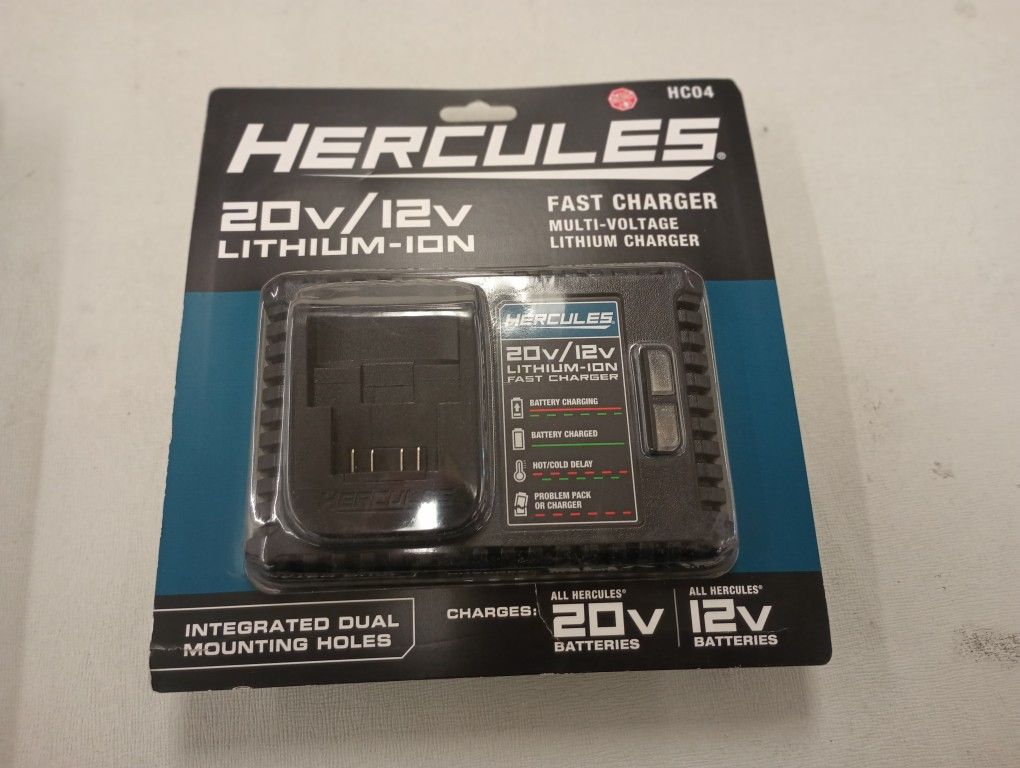 HC04
HERCULES®
20V/12V
LITHIUM-ION
FAST CHARGER
MULTI-VOLTAGE
LITHIUM CHARGER
HERCULES
HERCULES
20V/12V
LITHIUM-ION
FAST CHARGER
BATTERY CHARGING
BATTERY CHARGED
HOT/COLD DELAY
PROBLEM PACK
OR CHARGER
INTEGRATED DUAL
MOUNTING HOLES
CHARGES:
ALL HERCULES®
20V
BATTERIES
ALL HERCULES®
12V
BATTERIES